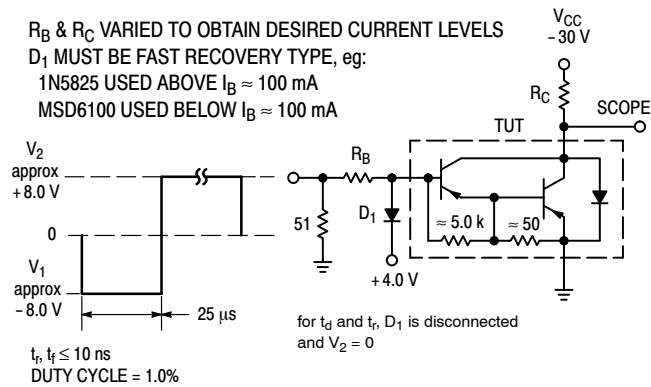 R_B & R_C VARIED TO OBTAIN DESIRED CURRENT LEVELS
D_1 MUST BE FAST RECOVERY TYPE, eg:
1N5825 USED ABOVE I_B ≈ 100 mA
MSD6100 USED BELOW I_B ≈ 100 mA
V_CC
- 30 V
R_C
SCOPE
TUT
V_2
approx
+ 8.0 V
0
V_1
approx
- 8.0 V
25 μs
R_B
51
D_1
+ 4.0 V
≈ 5.0 k
≈ 50
for t_d and t_r, D_1 is disconnected
and V_2 = 0
t_r, t_f ≤ 10 ns
DUTY CYCLE = 1.0%